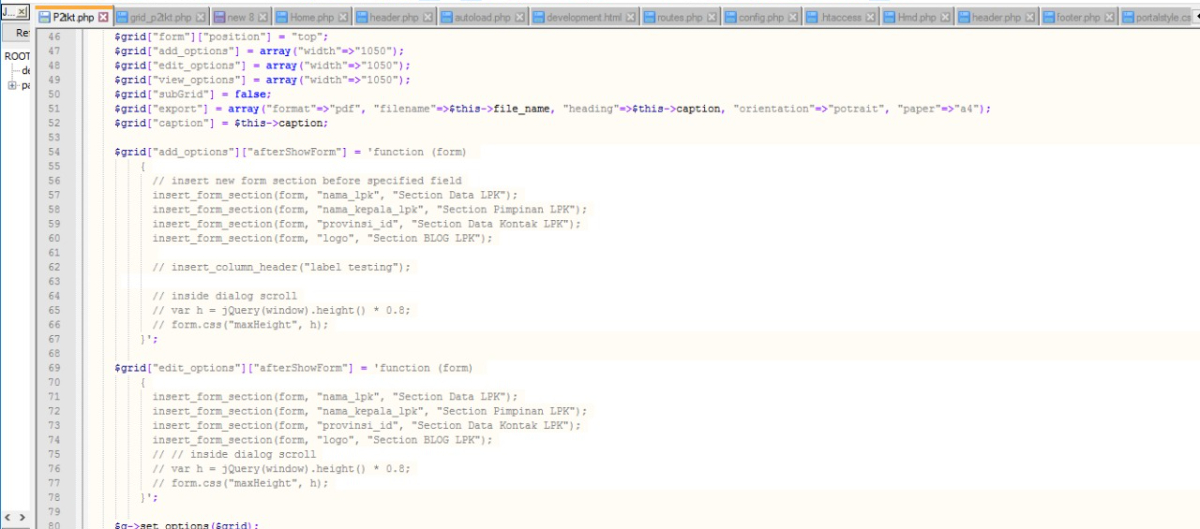 J...
P2tkt.php grid_p2tkt.php new 8 Home.php header.php autoload.php development.html routes.php config.php .htaccess Hmd.php header.php footer.php portalstyle.cs
Re
ROOT
de
pa
46 $grid["form"]["position"] = "top";
47 $grid["add_options"] = array("width"=>"1050");
48 $grid["edit_options"] = array("width"=>"1050");
49 $grid["view_options"] = array("width"=>"1050");
50 $grid["subGrid"] = false;
51 $grid["export"] = array("format"=>"pdf", "filename"=>$this->file_name, "heading"=>$this->caption, "orientation"=>"potrait", "paper"=>"a4");
52 $grid["caption"] = $this->caption;
53
54 $grid["add_options"]["afterShowForm"] = 'function (form)
55 {
56 // insert new form section before specified field
57 insert_form_section(form, "nama_lpk", "Section Data LPK");
58 insert_form_section(form, "nama_kepala_lpk", "Section Pimpinan LPK");
59 insert_form_section(form, "provinsi_id", "Section Data Kontak LPK");
60 insert_form_section(form, "logo", "Section BLOG LPK");
61
62 // insert_column_header("label testing");
63
64 // inside dialog scroll
65 // var h = jQuery(window).height() * 0.8;
66 // form.css("maxHeight", h);
67 }';
68
69 $grid["edit_options"]["afterShowForm"] = 'function (form)
70 {
71 insert_form_section(form, "nama_lpk", "Section Data LPK");
72 insert_form_section(form, "nama_kepala_lpk", "Section Pimpinan LPK");
73 insert_form_section(form, "provinsi_id", "Section Data Kontak LPK");
74 insert_form_section(form, "logo", "Section BLOG LPK");
75 // // inside dialog scroll
76 // var h = jQuery(window).height() * 0.8;
77 // form.css("maxHeight", h);
78 }';
79
80 $g->set_options($grid);